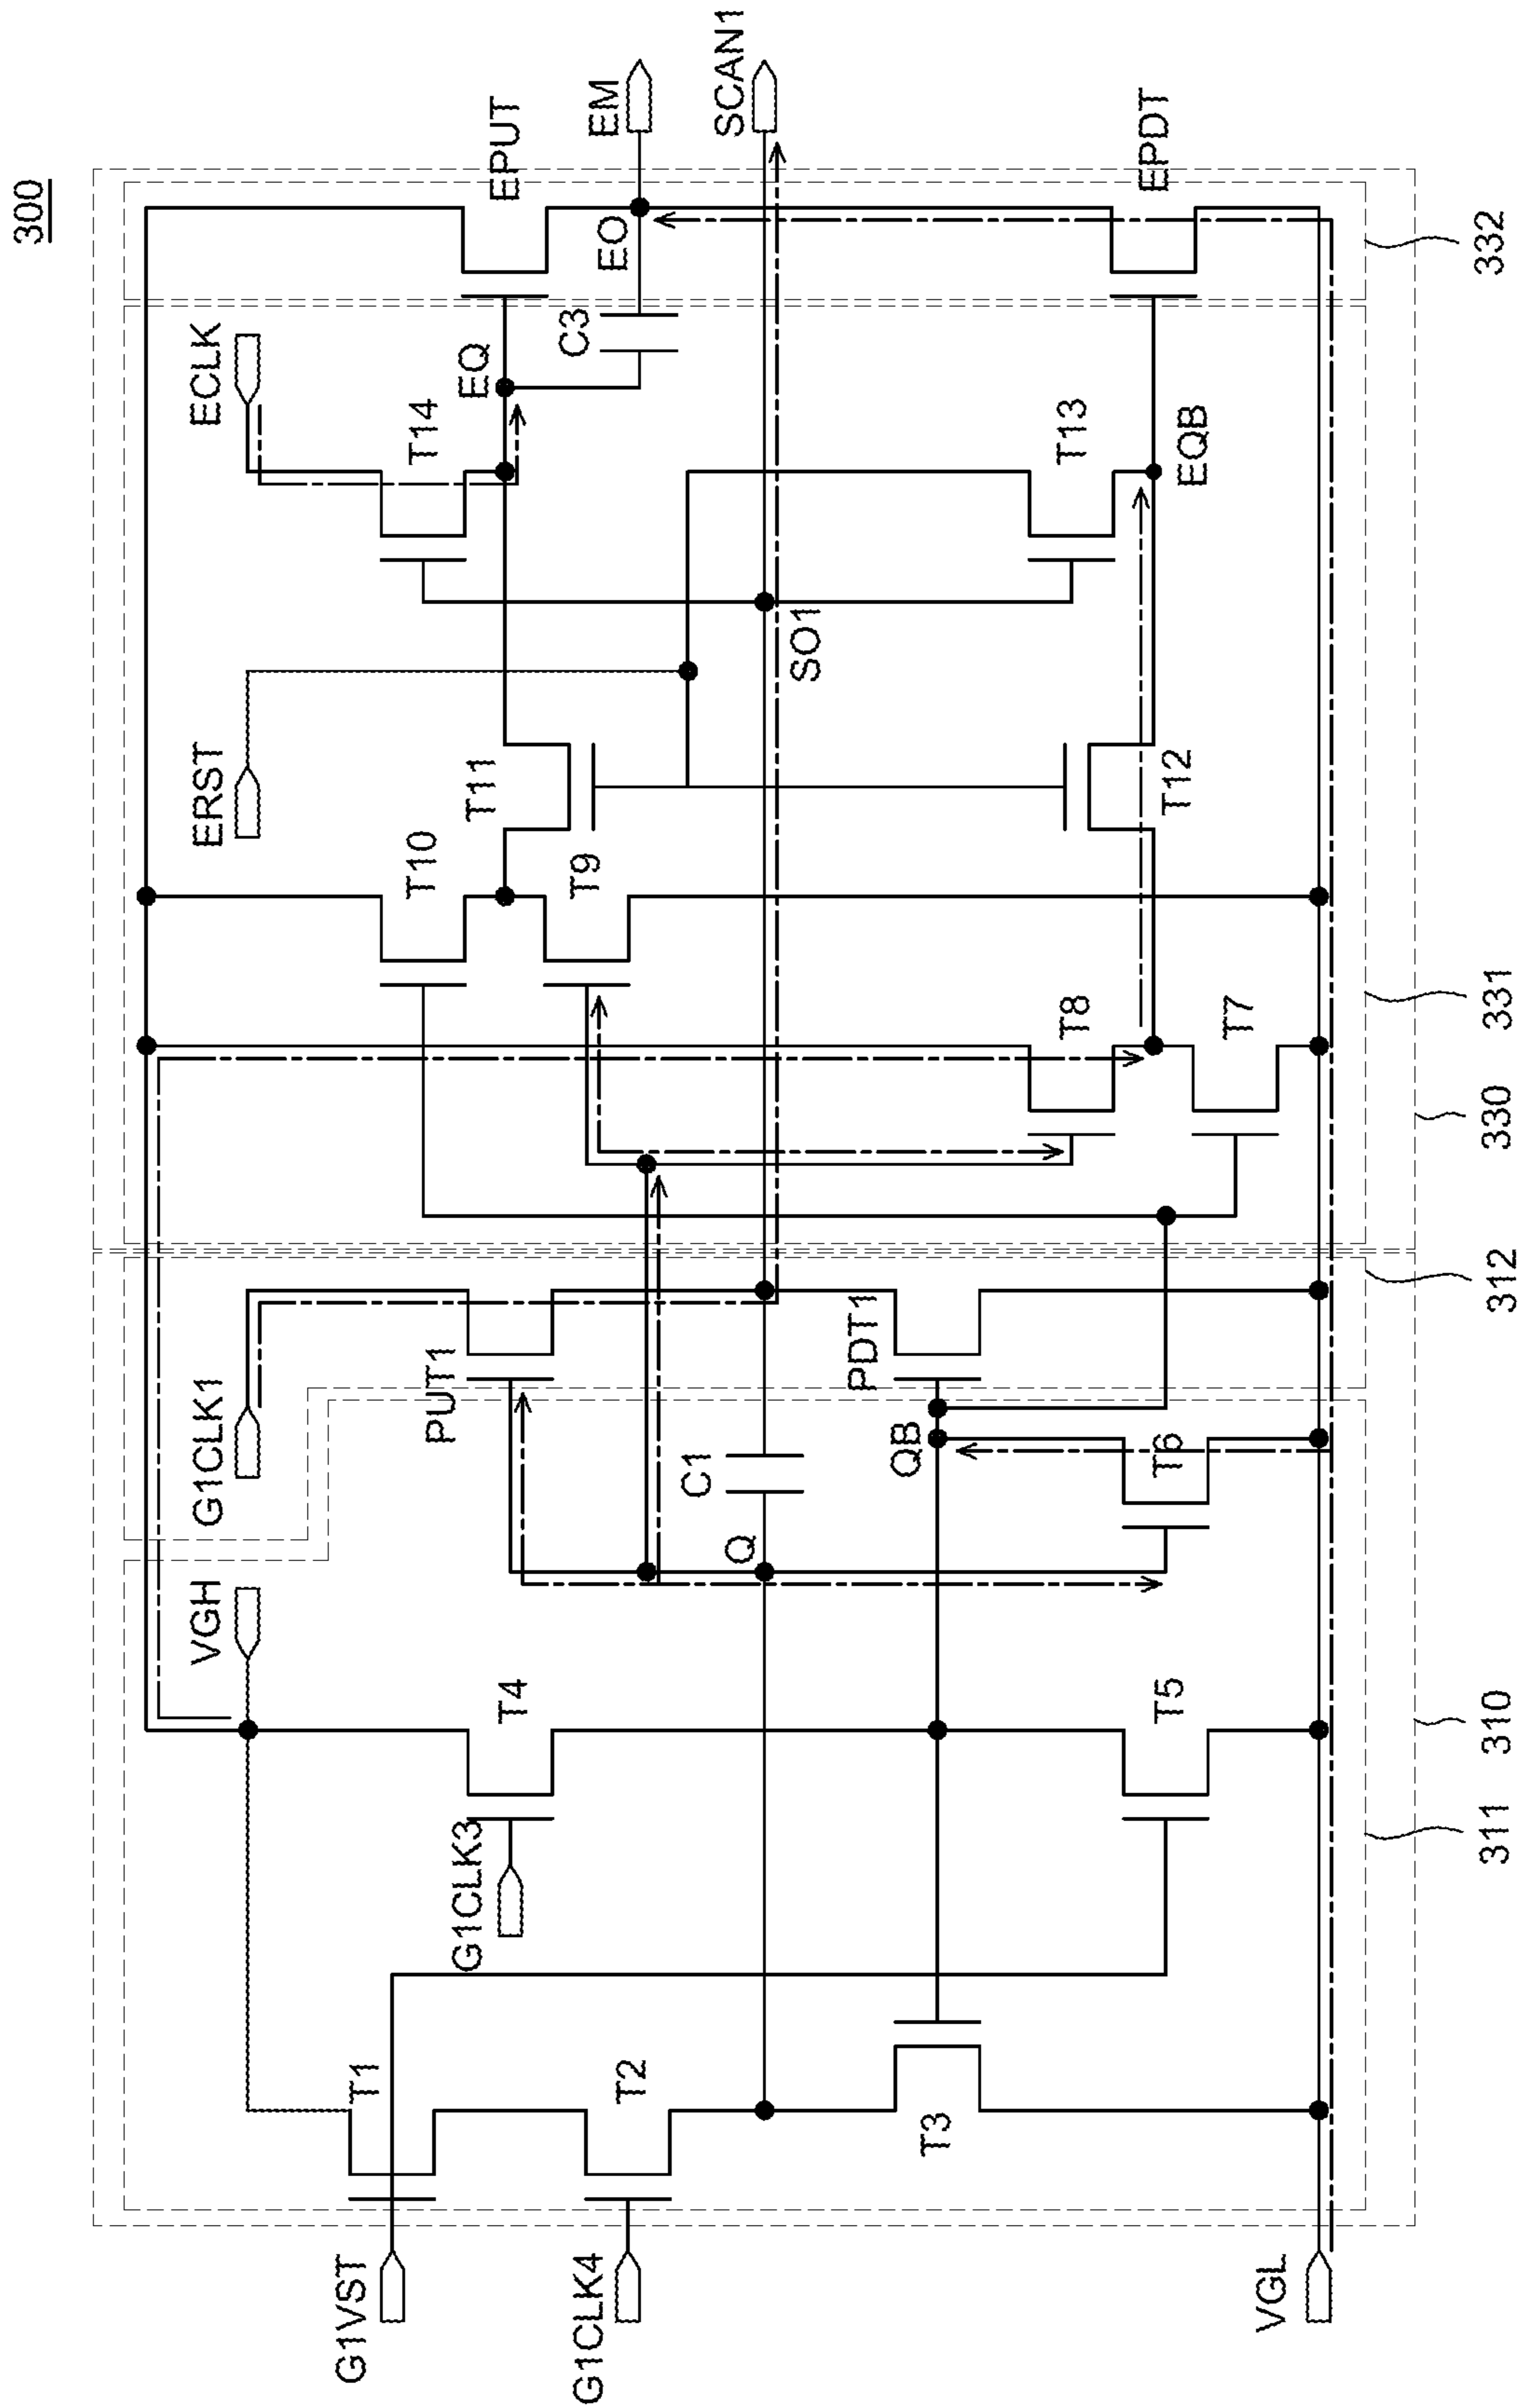 300
ECLK
EPUT
EM
SCAN1
EO
C3
EQ
T14
T13
EPDT
EQB
332
ERST
SO1
T11
T12
T10
T9
T8
T7
331
330
G1CLK1
PUT1
PDT1
312
C1
QB
T6
Q
VGH
T4
T5
G1CLK3
310
311
T1
T2
T3
G1VST
G1CLK4
VGL